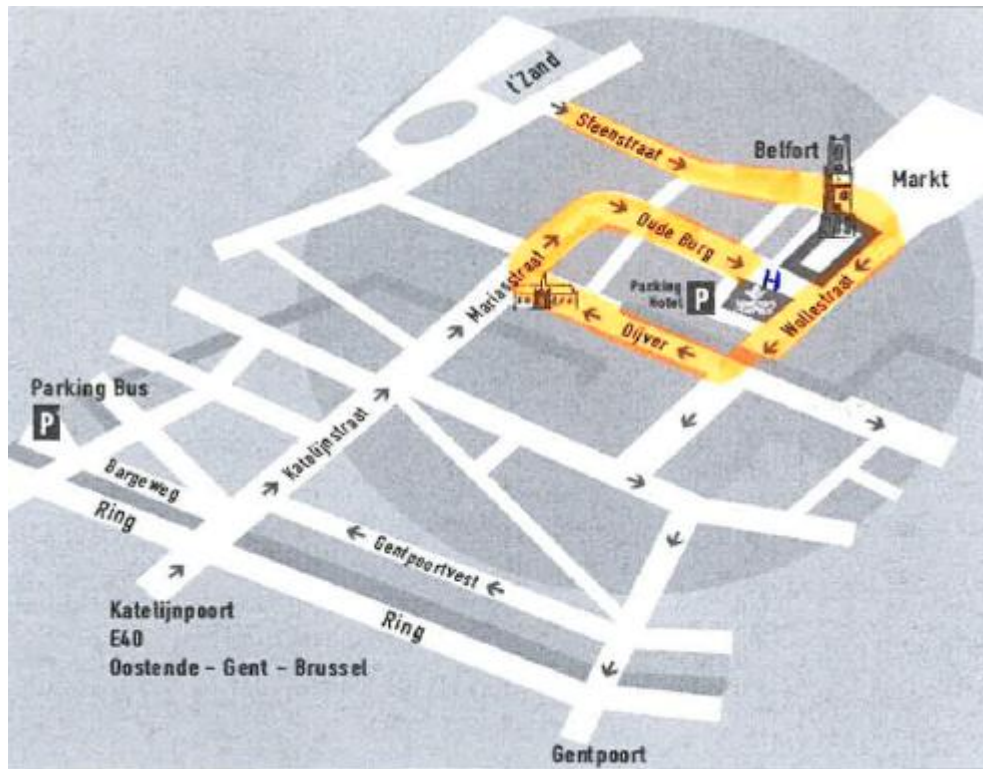 t'Zand
Steenstraat
Belfort
Markt
Oude Burg
H
Mariastraat
Parking
Hotel
P
Wollestraat
Dijver
Parking Bus
P
Katelijnstraat
Bargeweg
Ring
Gentpoortvest
Katelijnpoort
E40
Oostende - Gent - Brussel
Ring
Gentpoort